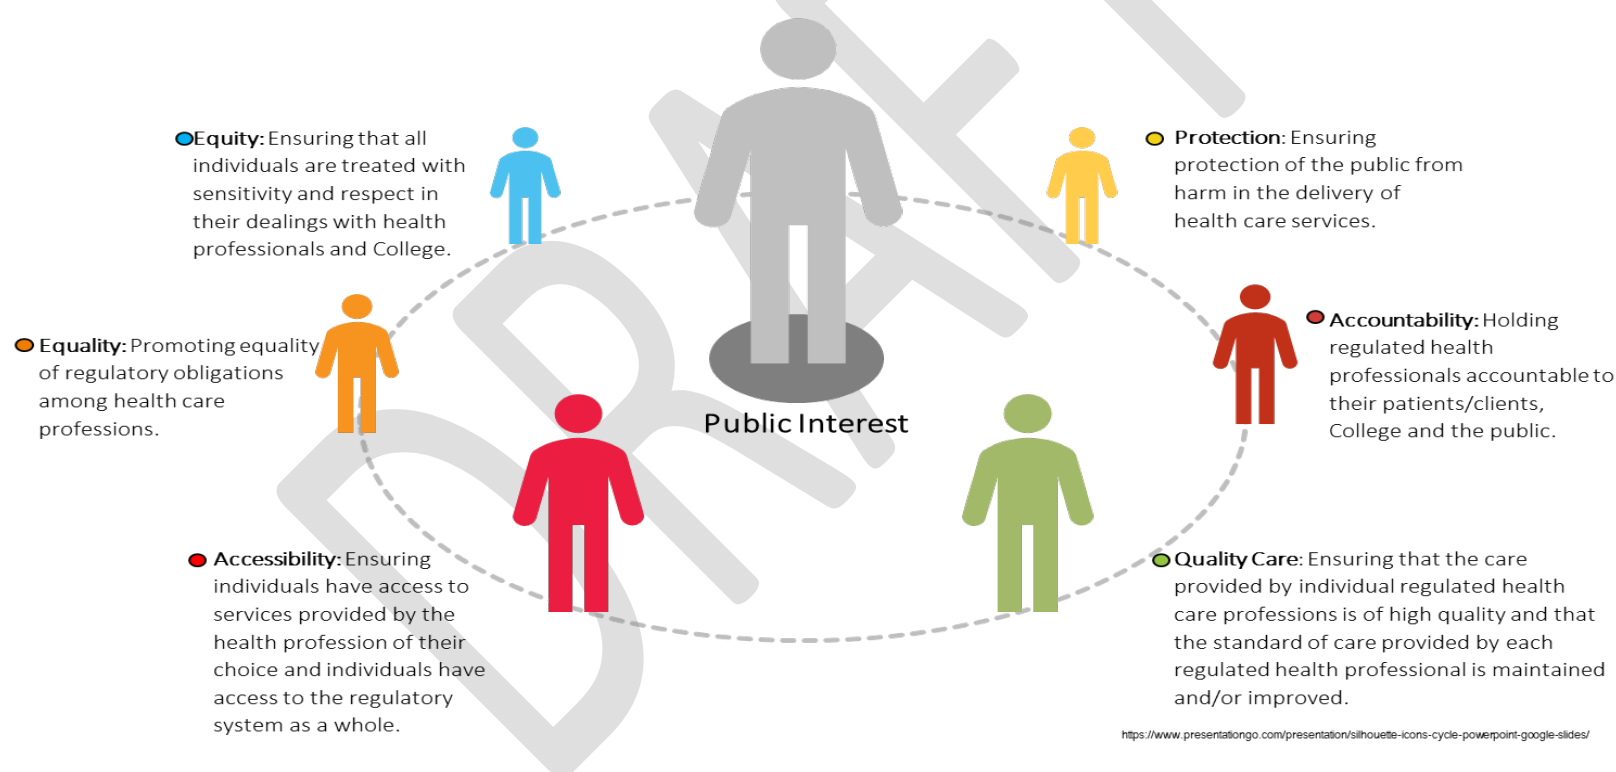 Equity: Ensuring that all
individuals are treated with
sensitivity and respect in
their dealings with health
professionals and College.
Protection: Ensuring
protection of the public from
harm in the delivery of
health care services.
Equality: Promoting equality
of regulatory obligations
among health care
professions.
Accountability: Holding
regulated health
professionals accountable to
their patients/clients,
College and the public.
Public Interest
Accessibility: Ensuring
individuals have access to
services provided by the
health profession of their
choice and individuals have
access to the regulatory
system as a whole.
Quality Care: Ensuring that the care
provided by individual regulated health
care professions is of high quality and that
the standard of care provided by each
regulated health professional is maintained
and/or improved.
https://www.presentationgo.com/presentation/silhouette-icons-cycle-powerpoint-google-slides/
DRAFT